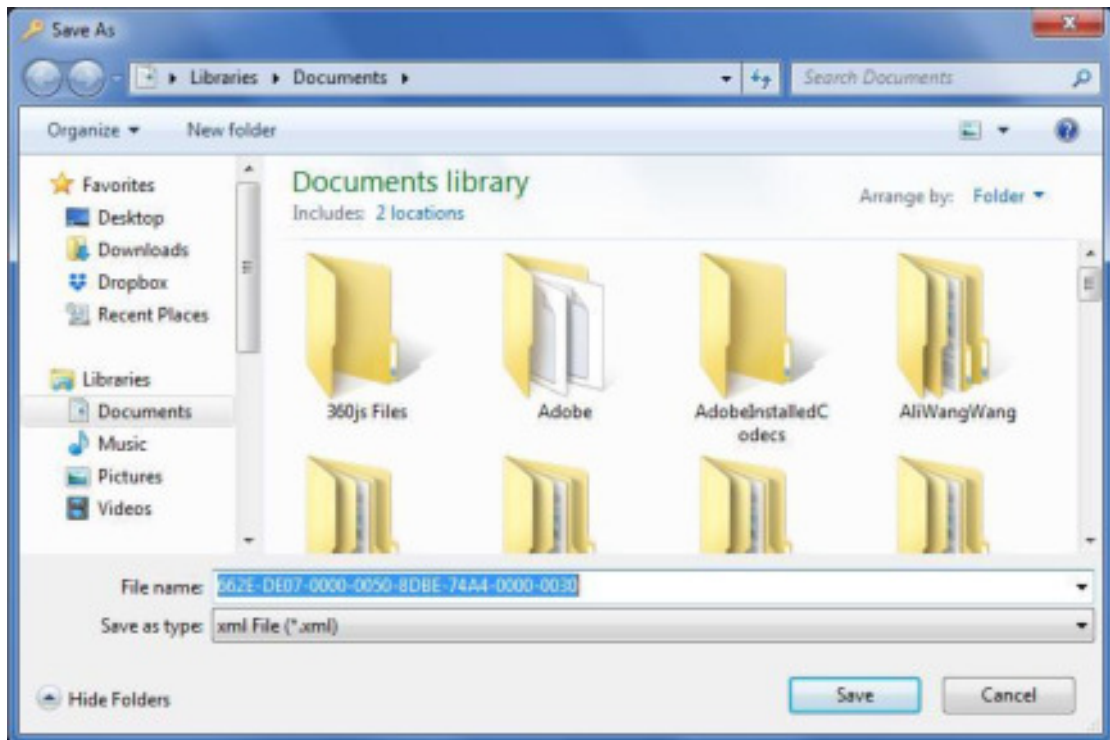 Save As
Libraries ▸ Documents ▸
Search Documents
Organize
New folder
Favorites
Desktop
Downloads
Dropbox
Recent Places
Libraries
Documents
Music
Pictures
Videos
Documents library
Includes: 2 locations
Arrange by: Folder
360js Files
Adobe
AdobeInstalledC
odecs
AliWangWang
File name: 662E-DE07-0000-0050-8DBE-74A4-0000-0030
Save as type: xml File (*.xml)
Hide Folders
Save
Cancel